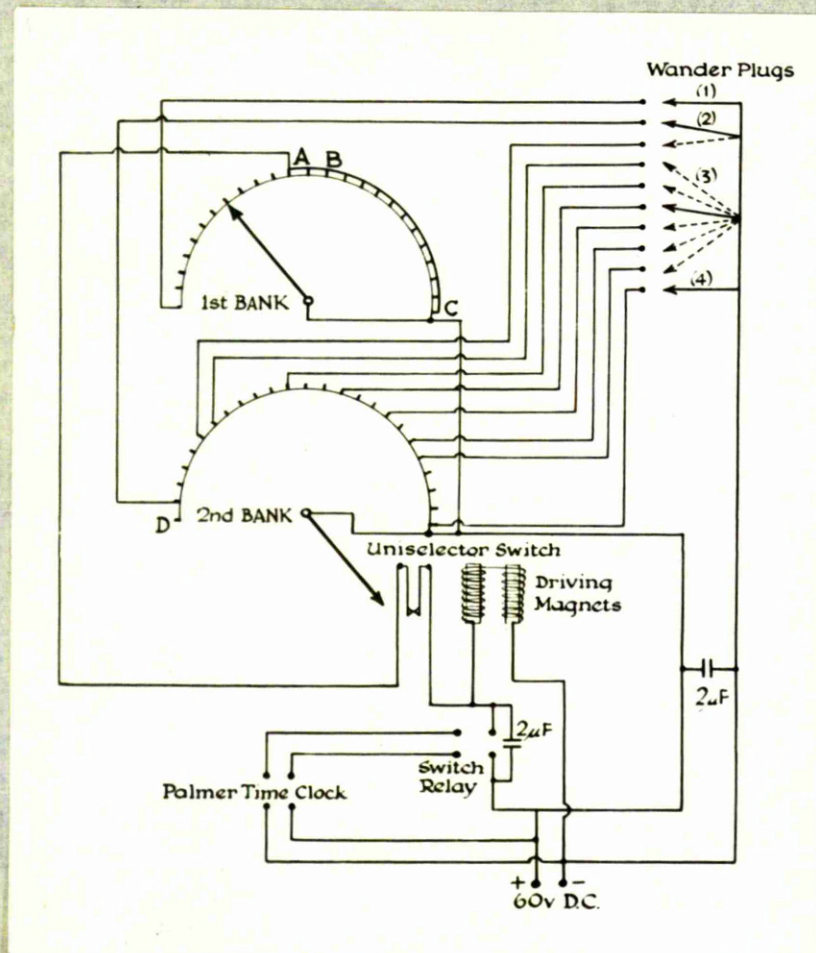 Wander Plugs
(1)
(2)
(3)
(4)
A B
1st BANK
C
D
2nd BANK
Uniselector Switch
Driving
Magnets
2µF
2µF
Switch
Relay
Palmer Time Clock
+ −
60v D.C.